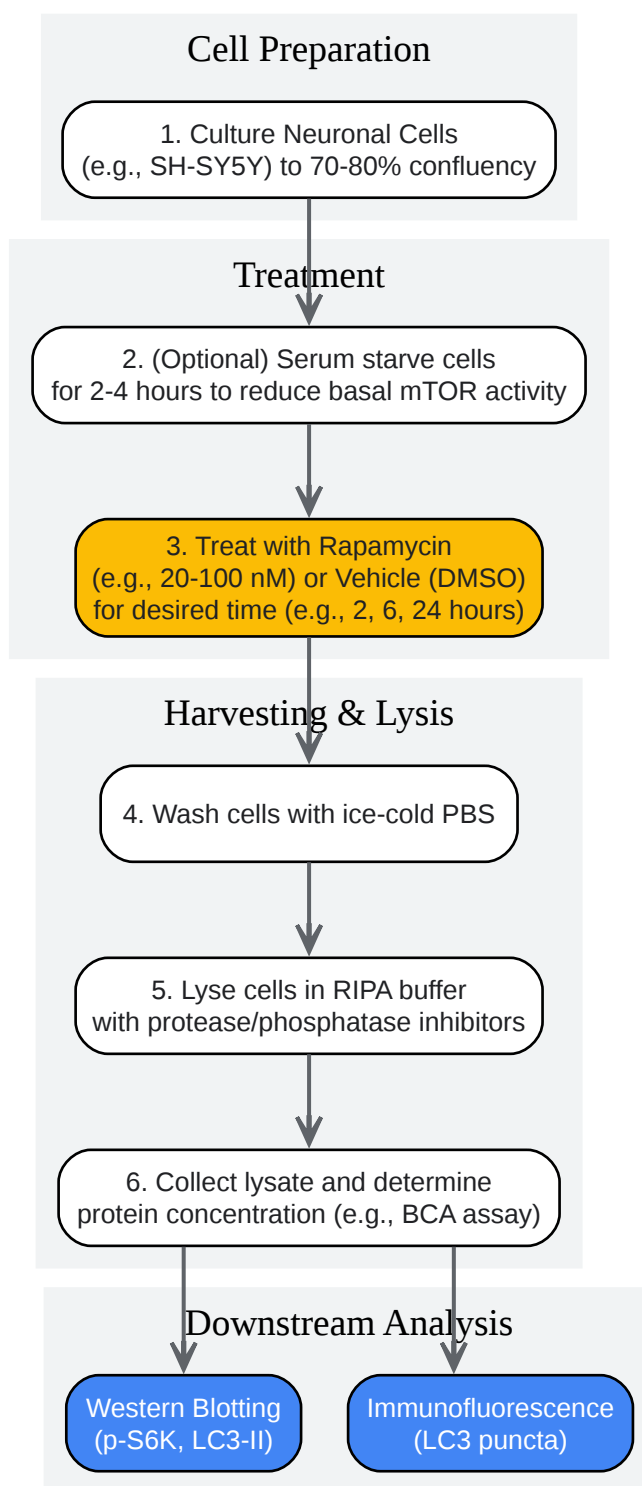 Cell Preparation
1. Culture Neuronal Cells
(e.g., SH-SY5Y) to 70-80% confluency
Treatment
2. (Optional) Serum starve cells
for 2-4 hours to reduce basal mTOR activity
3. Treat with Rapamycin
(e.g., 20-100 nM) or Vehicle (DMSO)
for desired time (e.g., 2, 6, 24 hours)
Harvesting & Lysis
4. Wash cells with ice-cold PBS
5. Lyse cells in RIPA buffer
with protease/phosphatase inhibitors
6. Collect lysate and determine
protein concentration (e.g., BCA assay)
Downstream Analysis
Western Blotting
(p-S6K, LC3-II)
Immunofluorescence
(LC3 puncta)